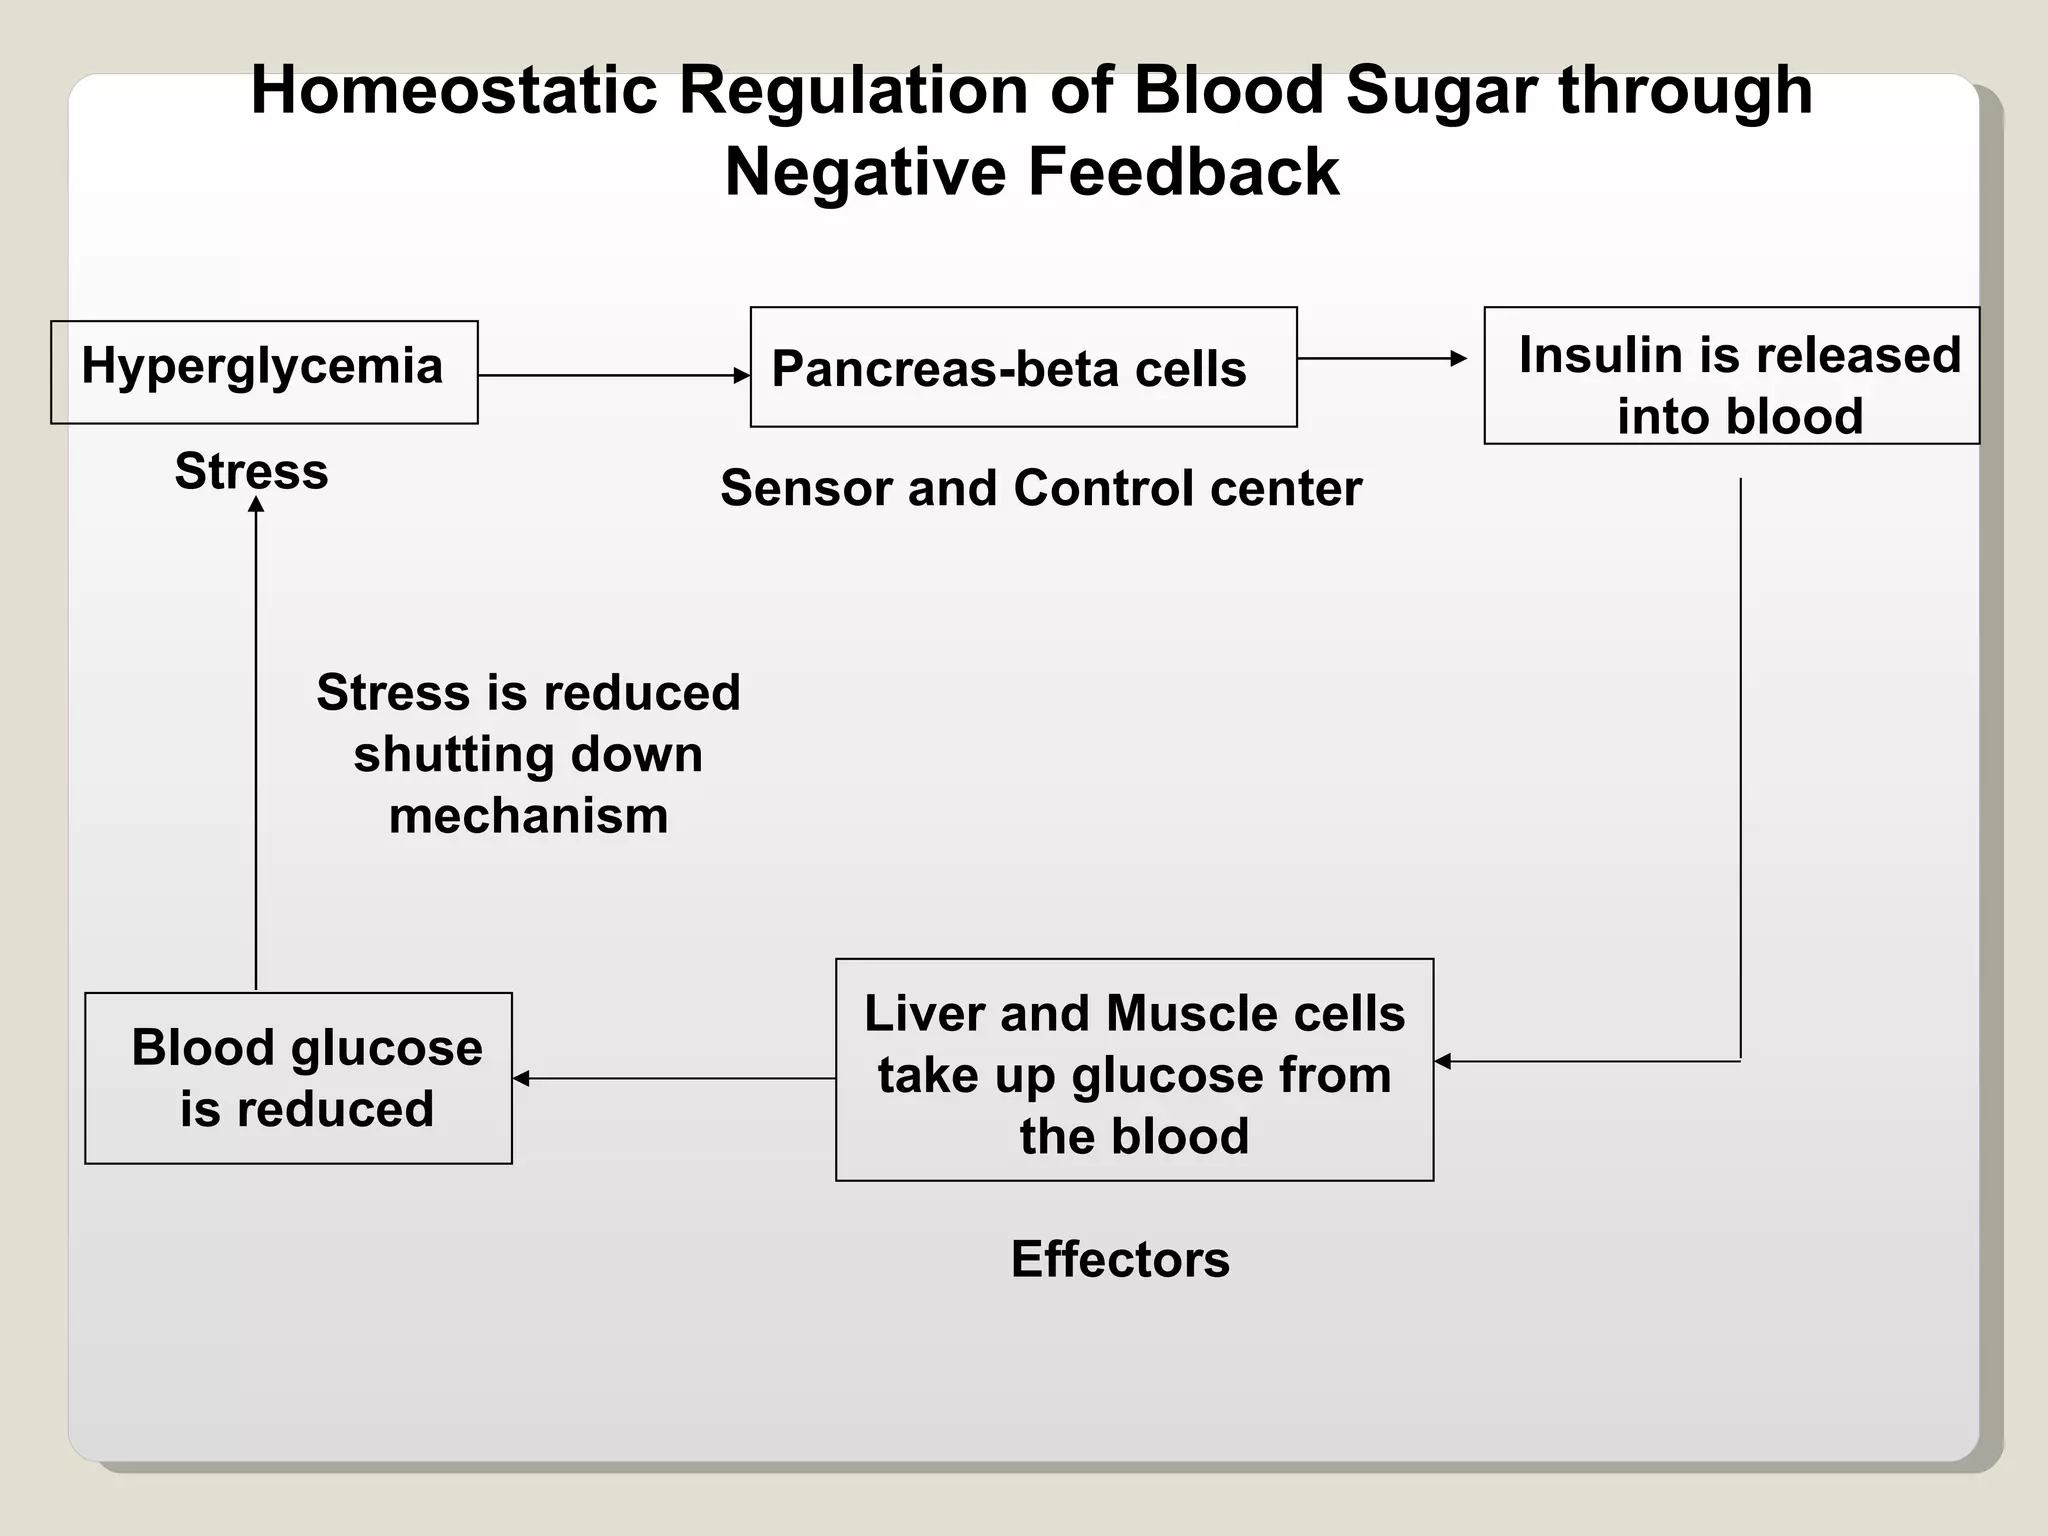 Homeostatic Regulation of Blood Sugar through
Negative Feedback
Hyperglycemia
Stress
Pancreas-beta cells
Sensor and Control center
Insulin is released
into blood
Stress is reduced
shutting down
mechanism
Blood glucose
is reduced
Liver and Muscle cells
take up glucose from
the blood
Effectors